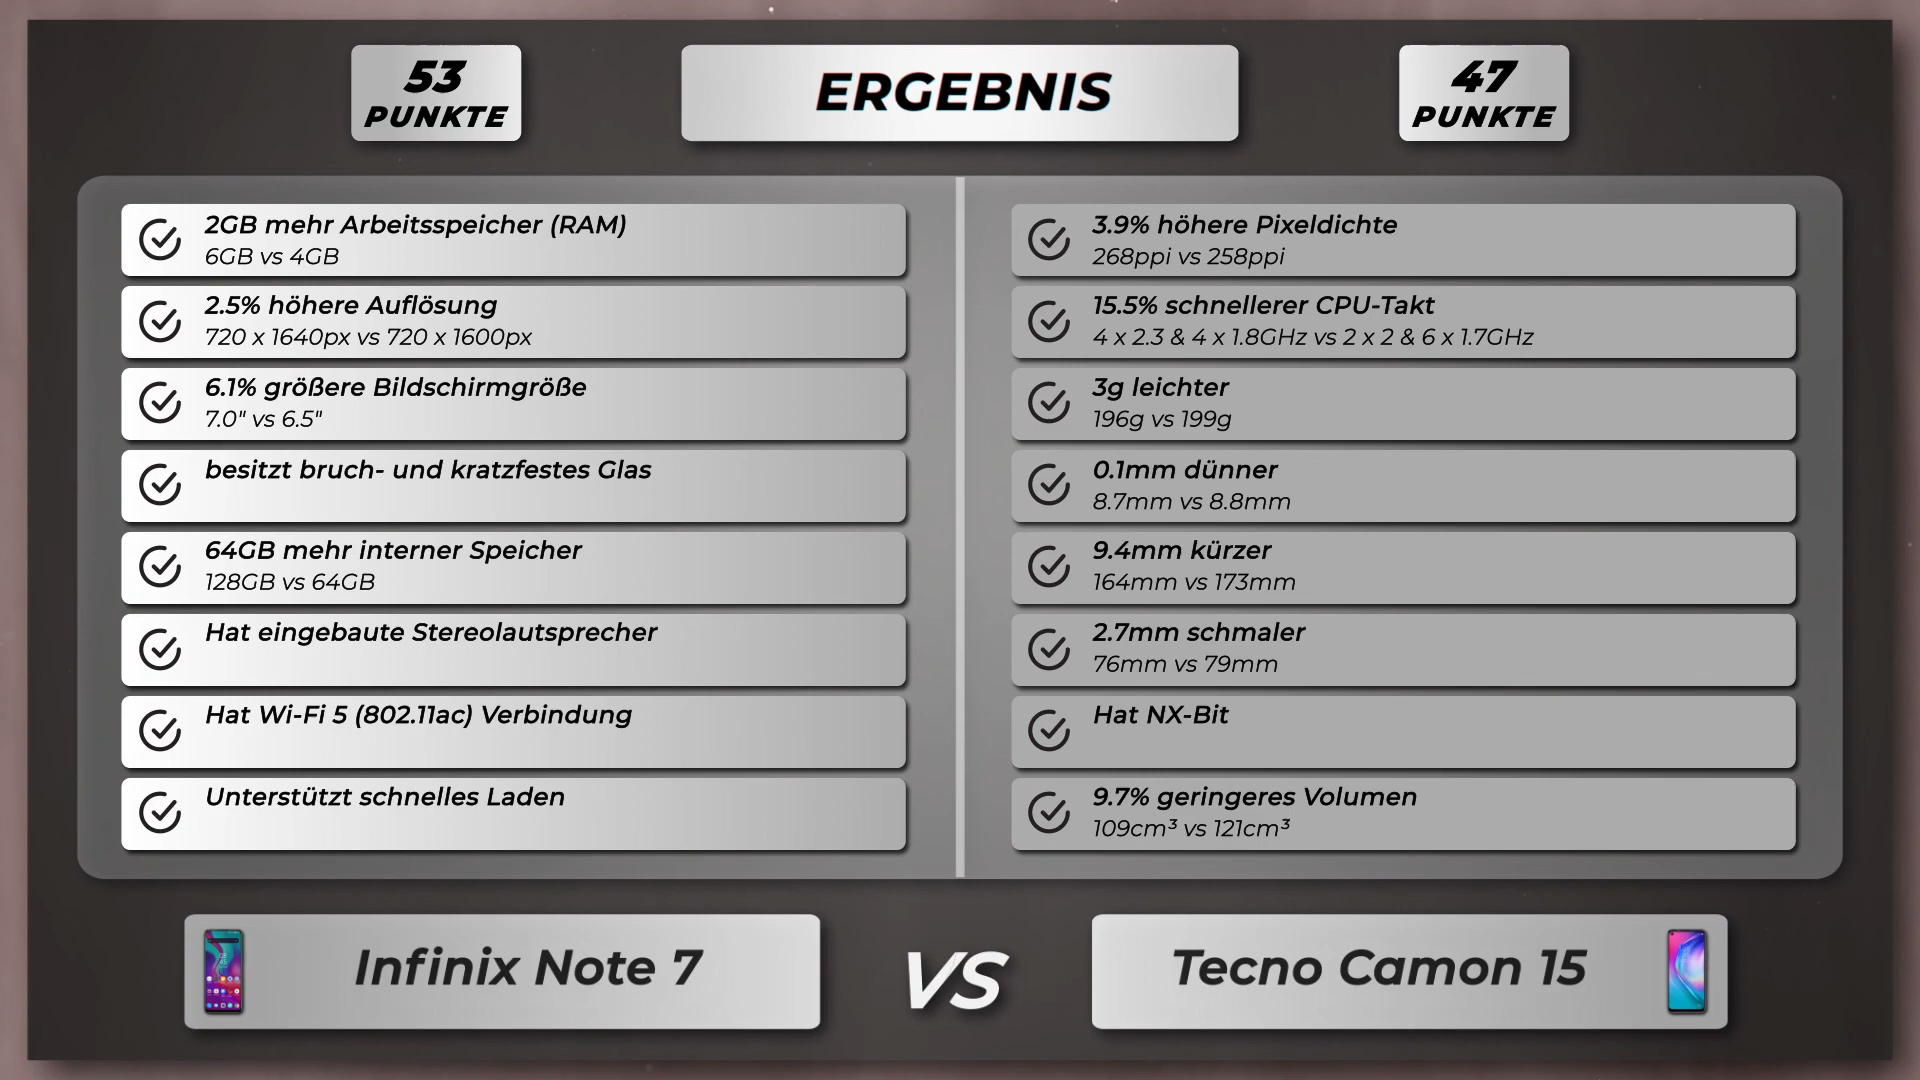 53
PUNKTE
ERGEBNIS
47
PUNKTE
2GB mehr Arbeitsspeicher (RAM)
6GB vs 4GB
2.5% höhere Auflösung
720 x 1640px vs 720 x 1600px
6.1% größere Bildschirmgröße
7.0" vs 6.5"
besitzt bruch- und kratzfestes Glas
64GB mehr interner Speicher
128GB vs 64GB
Hat eingebaute Stereolautsprecher
Hat Wi-Fi 5 (802.11ac) Verbindung
Unterstützt schnelles Laden
3.9% höhere Pixeldichte
268ppi vs 258ppi
15.5% schnellerer CPU-Takt
4 x 2.3 & 4 x 1.8GHz vs 2 x 2 & 6 x 1.7GHz
3g leichter
196g vs 199g
0.1mm dünner
8.7mm vs 8.8mm
9.4mm kürzer
164mm vs 173mm
2.7mm schmaler
76mm vs 79mm
Hat NX-Bit
9.7% geringeres Volumen
109cm³ vs 121cm³
Infinix Note 7
VS
Tecno Camon 15